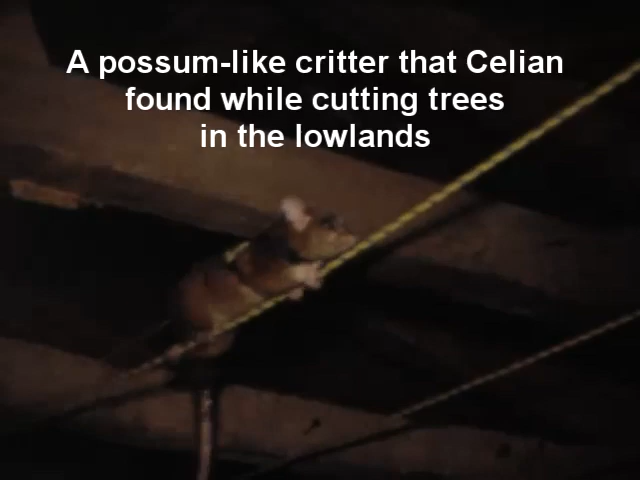 A possum-like critter that Celian
found while cutting trees
in the lowlands